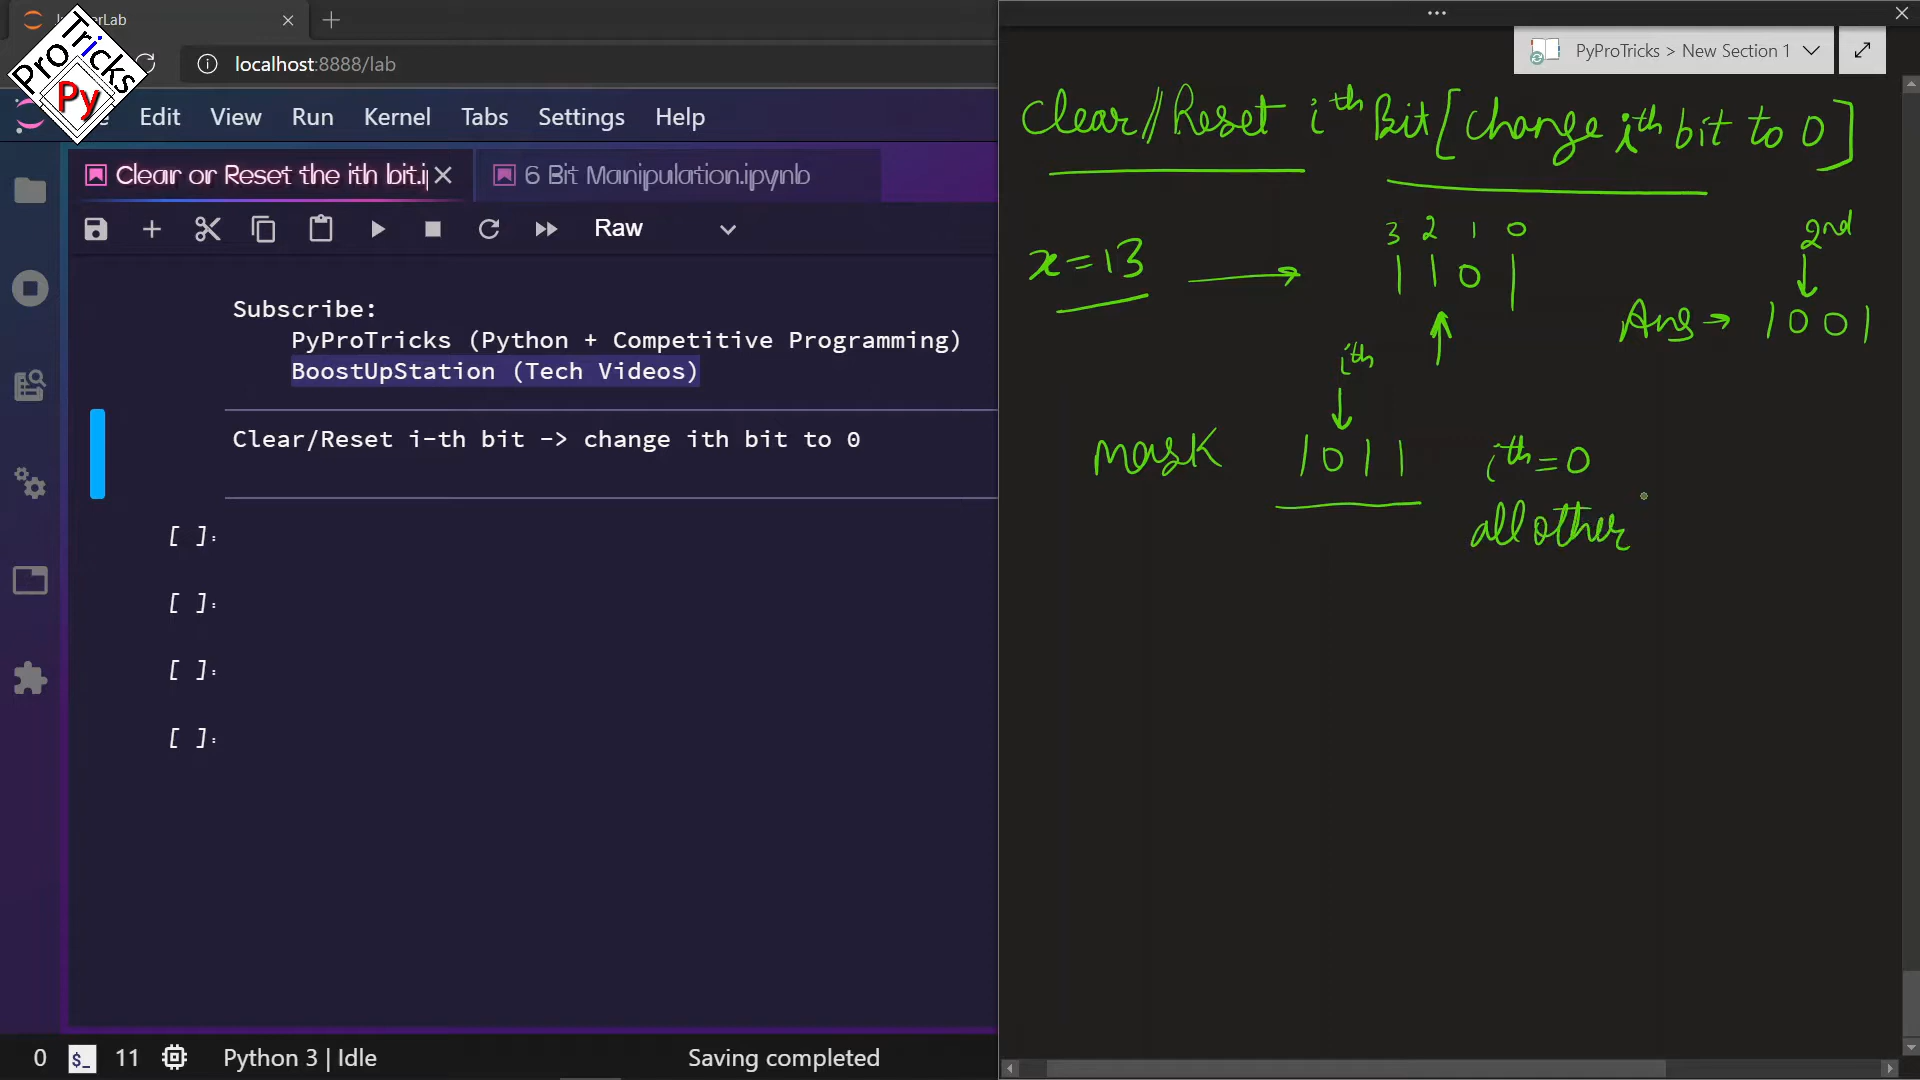 ProTricks
Py
localhost:8888/lab
Edit View Run Kernel Tabs Settings Help
Clear or Reset the ith bit.i
6 Bit Manipulation.ipynb
Raw
Subscribe:
PyProTricks (Python + Competitive Programming)
BoostUpStation (Tech Videos)
Clear/Reset i-th bit -> change ith bit to 0
[ ]:
[ ]:
[ ]:
[ ]:
0 $_ 11 Python 3 | Idle Saving completed
PyProTricks > New Section 1
Clear//Reset ith Bit[change ith bit to 0]
3 2 1 0
2nd
x=13 → 1 1 0 1
Ans → 1 0 0 1
ith
mask 1 0 1 1 ith = 0
all other